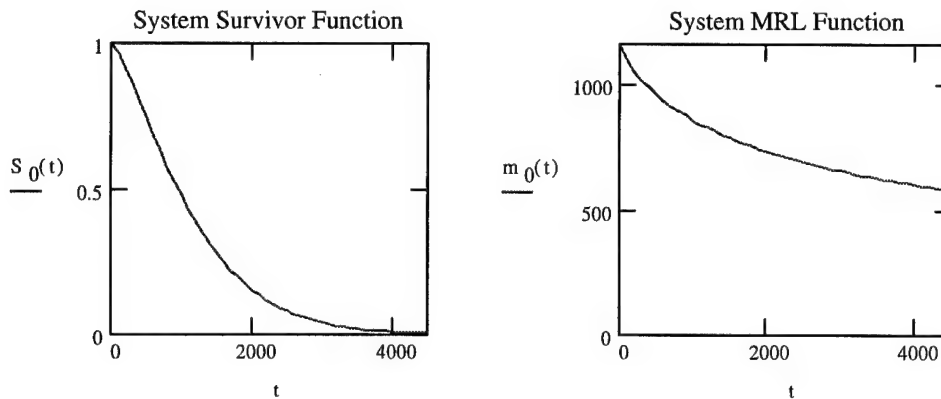 System Survivor Function
1
S 0(t)
0.5
0
0
2000
4000
t
System MRL Function
1000
m 0(t)
500
0
0
2000
4000
t